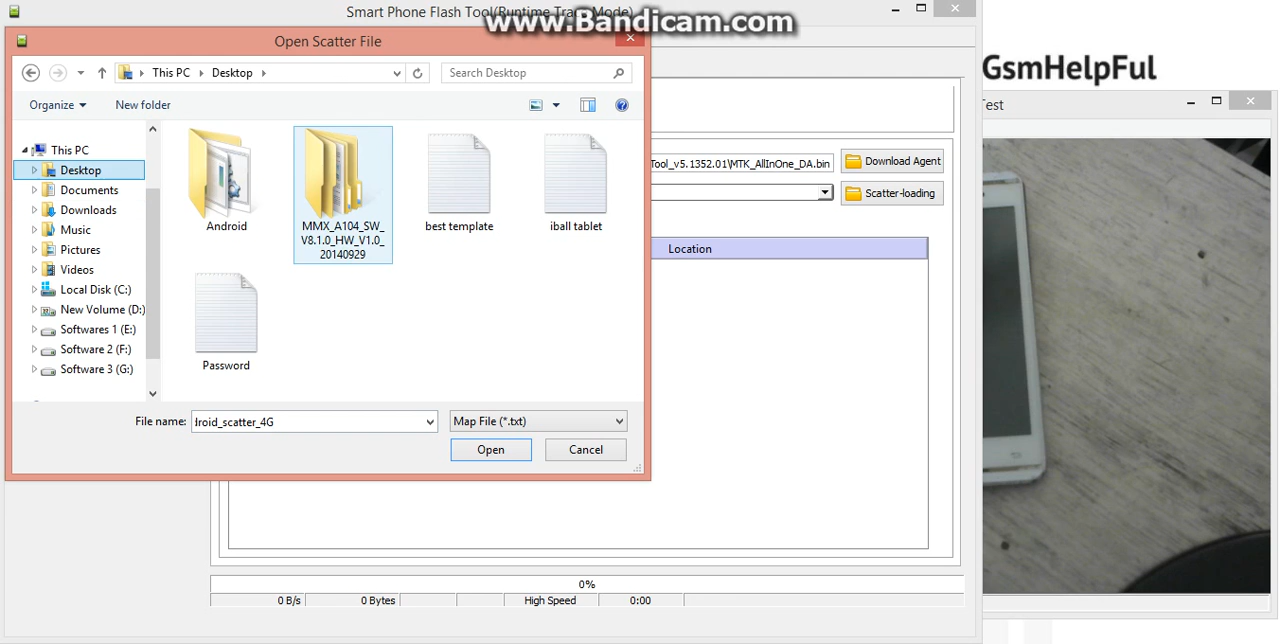 Smart Phone Flash Tool(Runtime Trace Mode)
www.Bandicam.com
Open Scatter File
GsmHelpFul
This PC
Desktop
Search Desktop
Test
Organize
New folder
This PC
Desktop
Documents
Downloads
Music
Pictures
Videos
Local Disk (C:)
New Volume (D:)
Softwares 1 (E:)
Software 2 (F:)
Software 3 (G:)
Android
MMX_A104_SW_
V8.1.0_HW_V1.0_
20140929
best template
iball tablet
Password
Tool_v5.1352.01\MTK_AllInOne_DA.bin
Download Agent
Scatter-loading
Location
File name:
roid_scatter_4G
Map File (*.txt)
Open
Cancel
0%
0 B/s
0 Bytes
High Speed
0:00